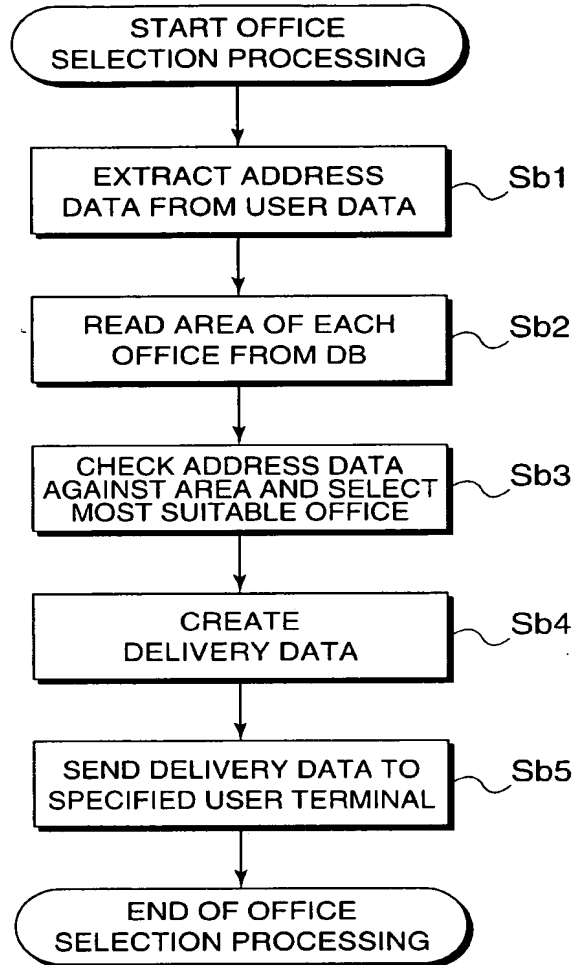 START OFFICE
SELECTION PROCESSING
EXTRACT ADDRESS
DATA FROM USER DATA
Sb1
READ AREA OF EACH
OFFICE FROM DB
Sb2
CHECK ADDRESS DATA
AGAINST AREA AND SELECT
MOST SUITABLE OFFICE
Sb3
CREATE
DELIVERY DATA
Sb4
SEND DELIVERY DATA TO
SPECIFIED USER TERMINAL
Sb5
END OF OFFICE
SELECTION PROCESSING